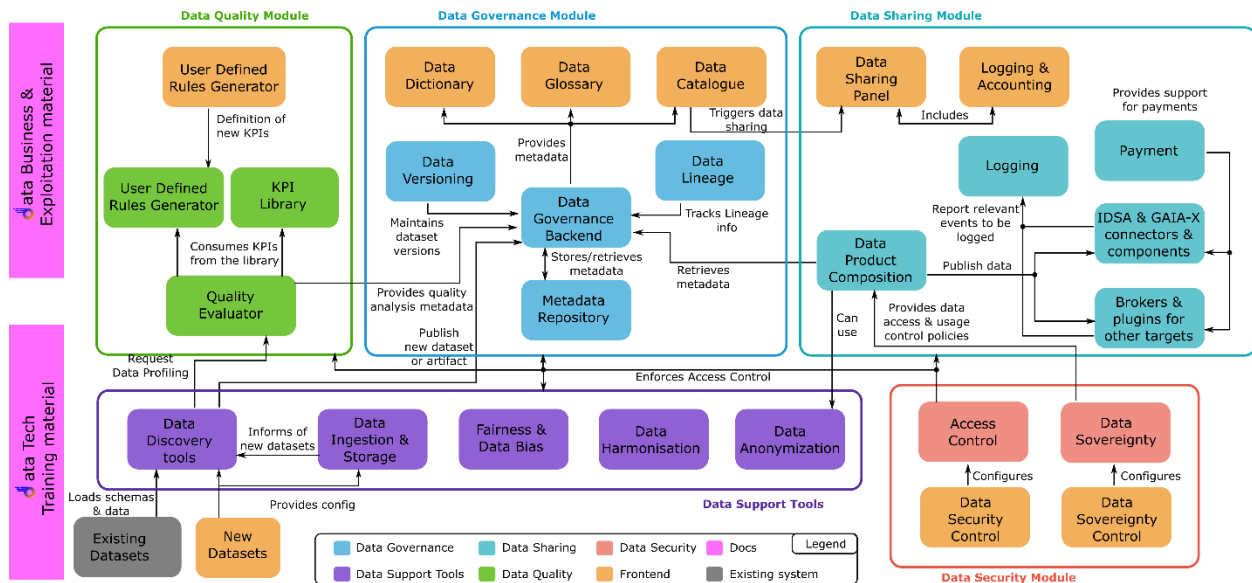 Data Quality Module
Data Governance Module
Data Sharing Module
ata Business &
Exploitation material
ata Tech
Training material
User Defined
Rules Generator
Definition of
new KPIs
User Defined
Rules Generator
KPI
Library
Consumes KPIs
from the library
Quality
Evaluator
Request
Data Profiling
Data
Dictionary
Data
Glossary
Data
Catalogue
Triggers data
sharing
Provides
metadata
Data
Versioning
Data
Lineage
Maintains
dataset
versions
Data
Governance
Backend
Tracks Lineage
info
Stores/retrieves
metadata
Provides quality
analysis metadata
Metadata
Repository
Retrieves
metadata
Publish
new dataset
or artifact
Data
Sharing
Panel
Includes
Logging &
Accounting
Provides support
for payments
Logging
Payment
Report relevant
events to be
logged
IDSA & GAIA-X
connectors &
components
Data
Product
Composition
Publish data
Can
use
Provides data
access & usage
control policies
Brokers &
plugins for
other targets
Enforces Access Control
Data
Discovery
tools
Informs of
new datasets
Data
Ingestion &
Storage
Fairness &
Data Bias
Data
Harmonisation
Data
Anonymization
Access
Control
Data
Sovereignty
Configures
Configures
Data
Security
Control
Data
Sovereignty
Control
Loads schemas
& data
Provides config
Data Support Tools
Existing
Datasets
New
Datasets
Legend
Data Governance
Data Sharing
Data Security
Docs
Data Support Tools
Data Quality
Frontend
Existing system
Data Security Module